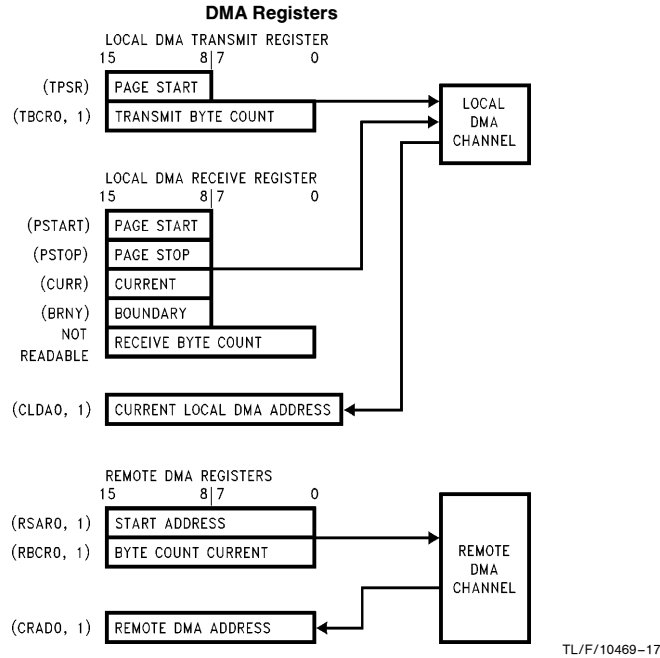 DMA Registers
LOCAL DMA TRANSMIT REGISTER
15 8|7 0
(TPSR) PAGE START
(TBCR0, 1) TRANSMIT BYTE COUNT
LOCAL
DMA
CHANNEL
LOCAL DMA RECEIVE REGISTER
15 8|7 0
(PSTART) PAGE START
(PSTOP) PAGE STOP
(CURR) CURRENT
(BRNY) BOUNDARY
NOT
READABLE
RECEIVE BYTE COUNT
(CLDA0, 1) CURRENT LOCAL DMA ADDRESS
REMOTE DMA REGISTERS
15 8|7 0
(RSAR0, 1) START ADDRESS
(RBCR0, 1) BYTE COUNT CURRENT
REMOTE
DMA
CHANNEL
(CRAD0, 1) REMOTE DMA ADDRESS
TL/F/10469–17